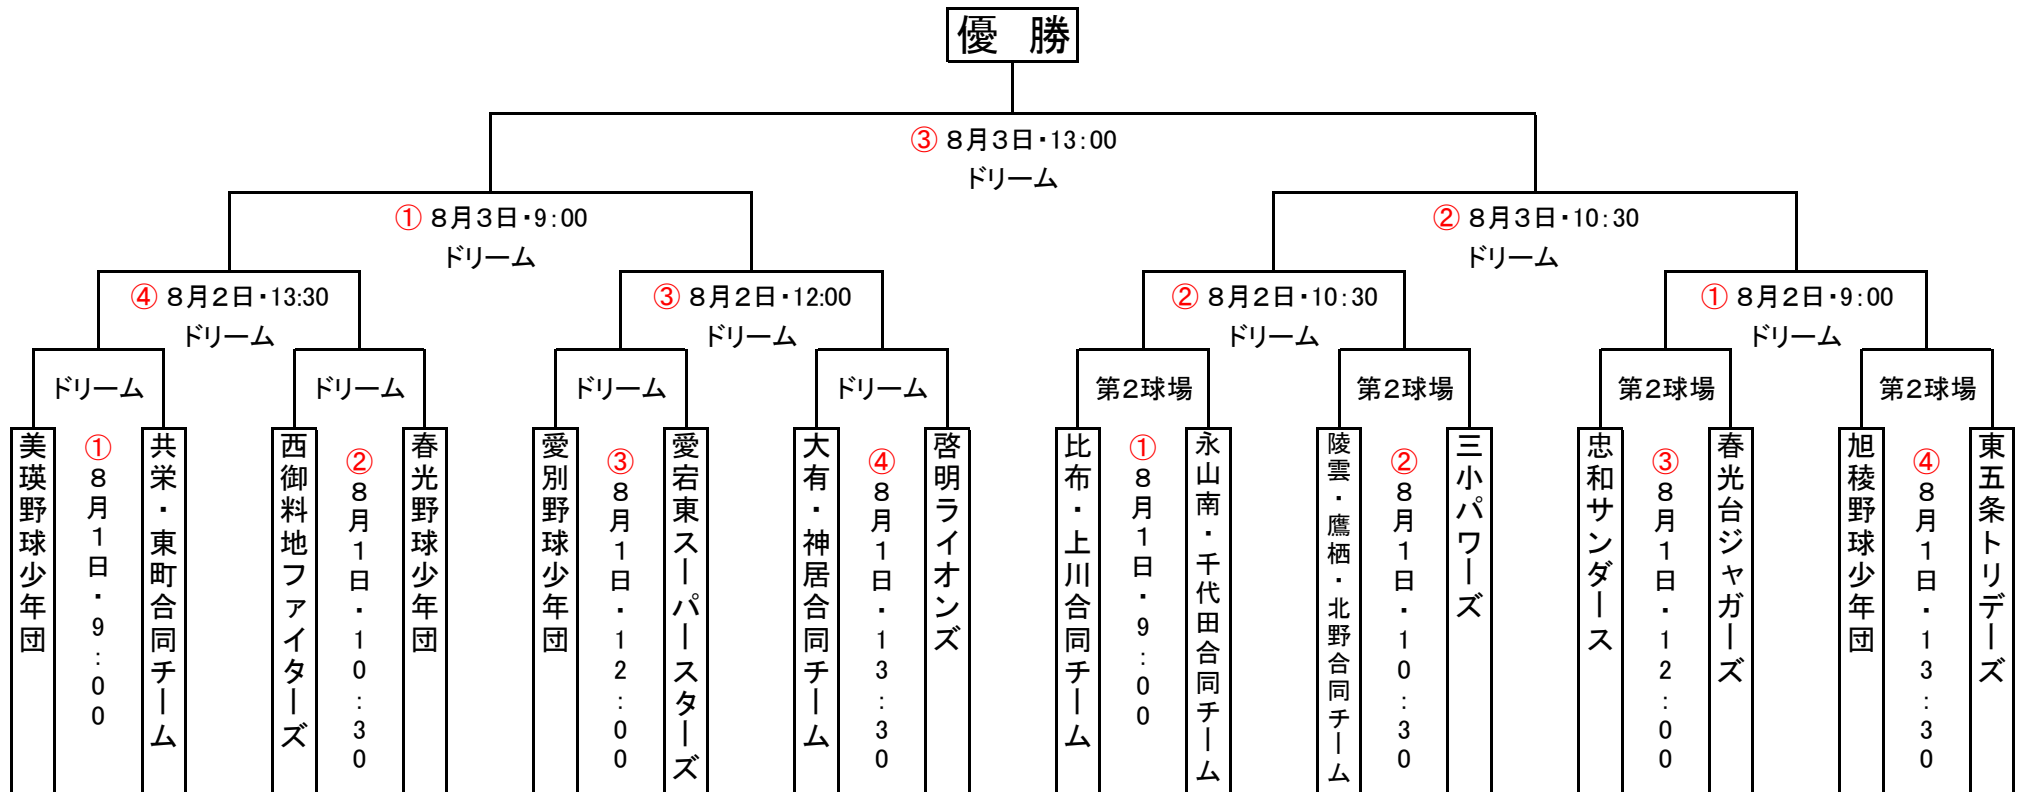 優　勝
③ ８月３日・13：00
ドリーム
① ８月３日・9：00
ドリーム
② ８月３日・10：30
ドリーム
④ ８月２日・13:30
ドリーム
③ ８月２日・12:00
ドリーム
② ８月２日・10：30
ドリーム
① ８月２日・9：00
ドリーム
ドリーム
ドリーム
ドリーム
ドリーム
第２球場
第２球場
第２球場
第２球場
美瑛野球少年団
①８月１日・９：００
共栄・東町合同チーム
西御料地ファイターズ
②８月１日・１０：３０
春光野球少年団
愛別野球少年団
③８月１日・１２：００
愛宕東スーパースターズ
大有・神居合同チーム
④８月１日・１３：３０
啓明ライオンズ
比布・上川合同チーム
①８月１日・９：００
永山南・千代田合同チーム
陵雲・鷹栖・北野合同チーム
②８月１日・１０：３０
三小パワーズ
忠和サンダース
③８月１日・１２：００
春光台ジャガーズ
旭稜野球少年団
④８月１日・１３：３０
東五条トリデーズ